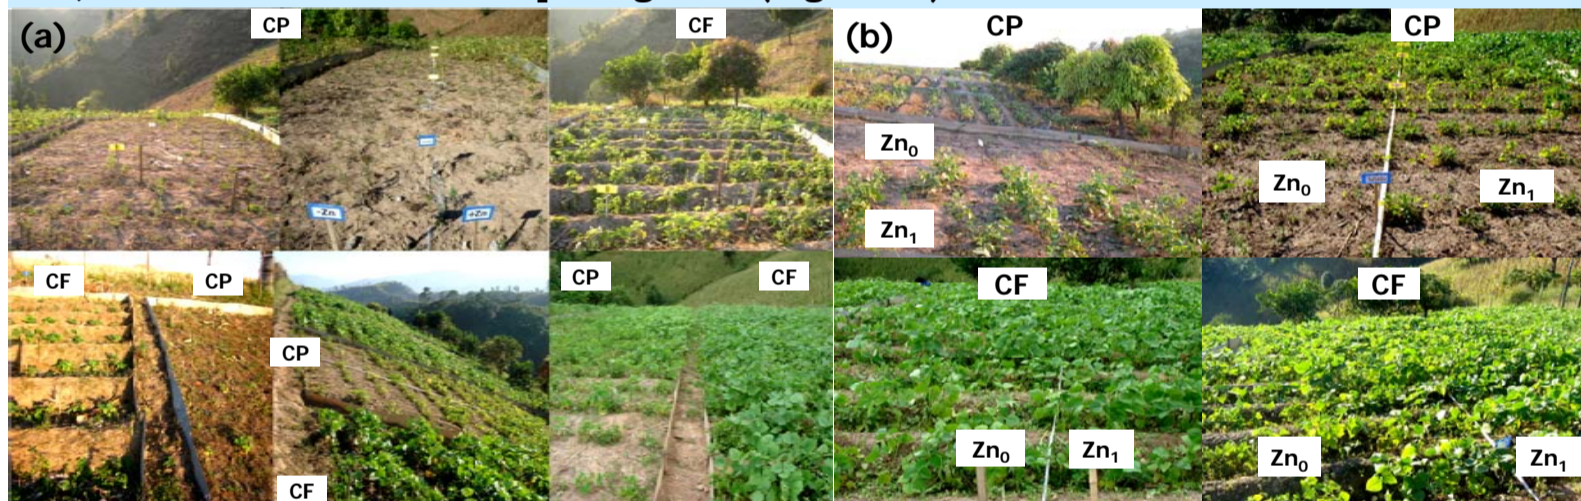 (a)
CP
CF
-Zn
+Zn
CF
CP
CP
CF
CP
CF
(b)
CP
Zn₀
Zn₁
CP
Zn₀
Zn₁
CF
Zn₀
Zn₁
CF
Zn₀
Zn₁